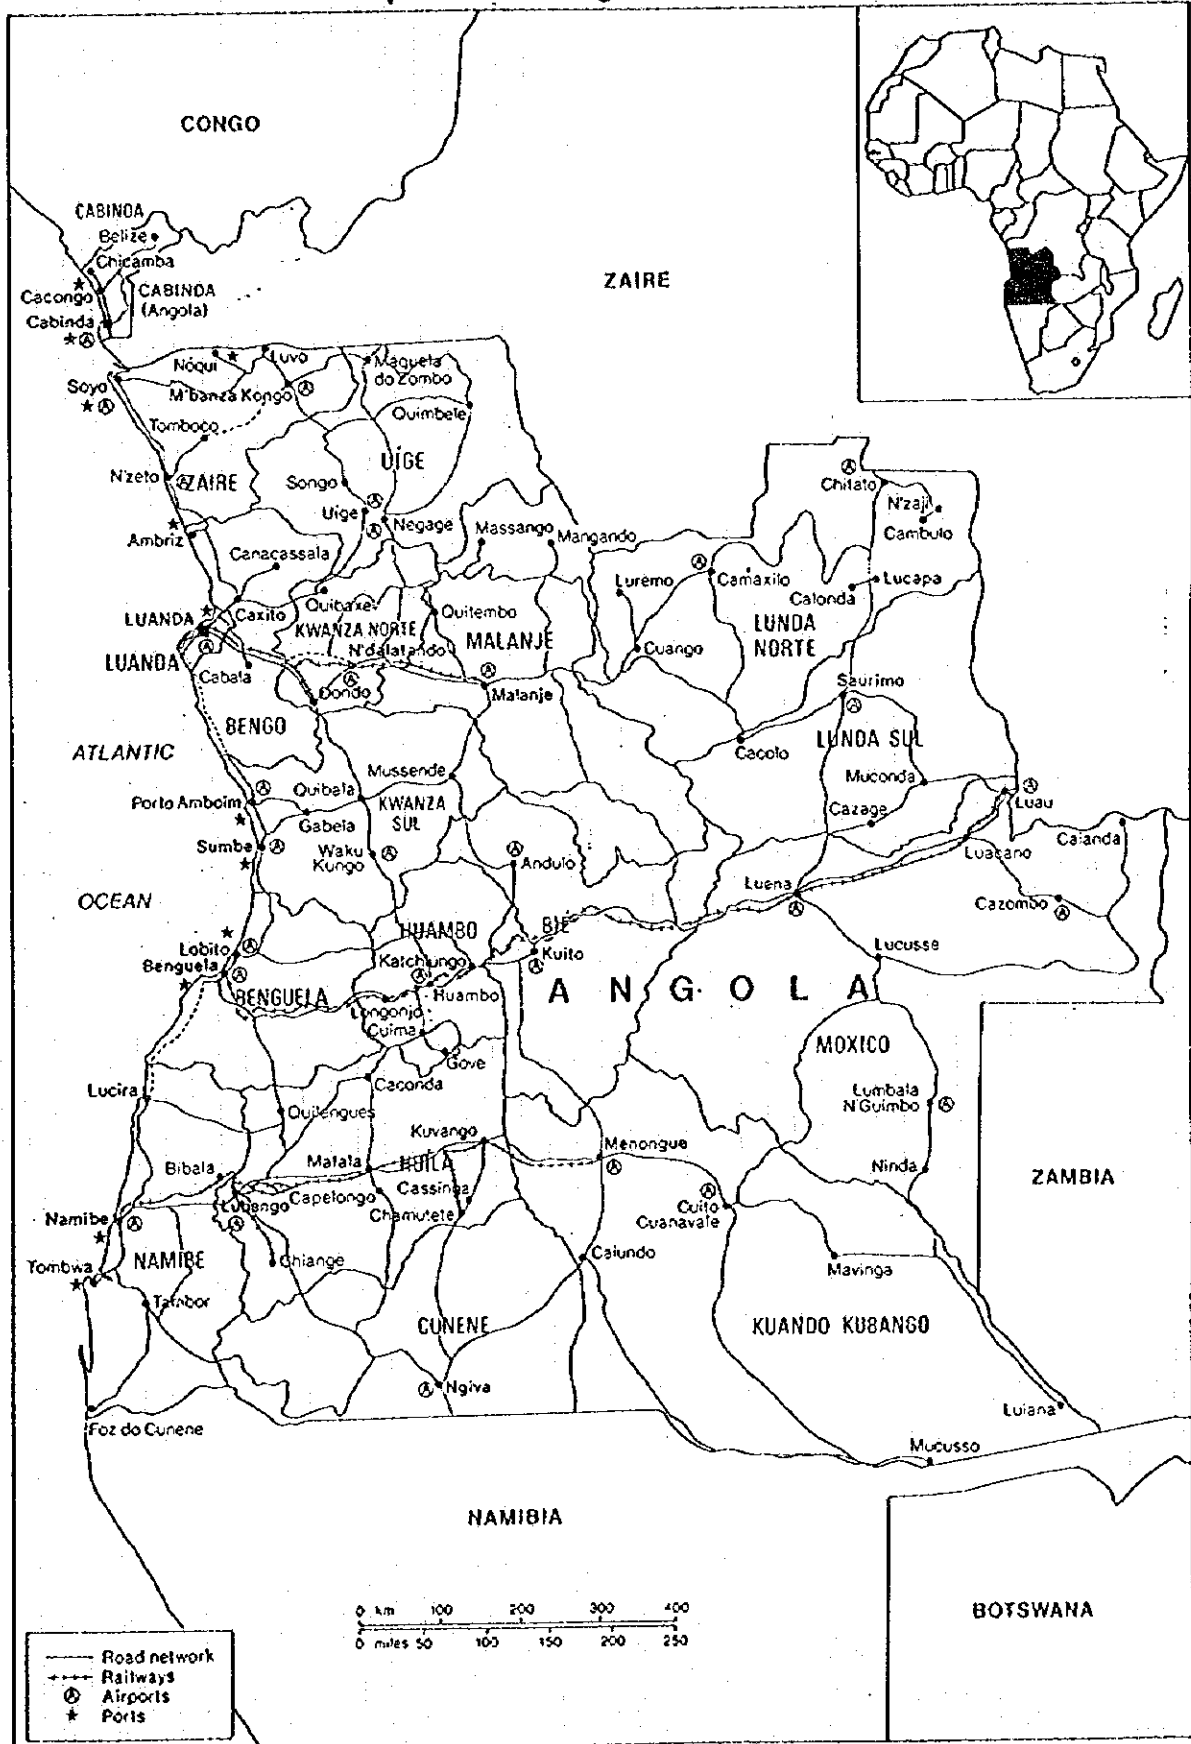 CONGO
ZAIRE
CABINDA
Belize
Chicamba
Cacongo
CABINDA
(Angola)
Cabinda
Noqui
Luvo
Maquela
do Zombo
Soyo
M'banza Kongo
Quimbele
Tomboco
UÍGE
N'zeto
ZAIRE
Songo
Chitato
N'zaji
Cambulo
Uige
Negage
Massango
Mangando
Ambriz
Canacassala
Camaxilo
Luremo
Lucapa
Calonda
LUANDA
Caxito
Quibaxe
Quitembo
KWANZA NORTE
MALANJE
LUNDA
NORTE
N'dalatando
Cuango
LUANDA
Cabala
Dondo
Malanje
Saurimo
BENGO
Cacolo
LUNDA SUL
ATLANTIC
Mussende
Muconda
Quibala
Porto Amboim
KWANZA
SUL
Luau
Gabela
Cazage
Sumba
Waku
Kungo
Andulo
Luacano
Caianda
Luena
OCEAN
Cazombo
HUAMBO
BIÉ
Lobito
Kuito
Lucusse
Benguela
Katchiungo
BENGUELA
Huambo
ANGOLA
Longonjo
Cuima
MOXICO
Gove
Lucira
Caconda
Lumbala
N'Guimbo
Quilengues
Kuvango
Menongue
Bibala
Matala
HUÍLA
Ninda
ZAMBIA
Lubango
Capelongo
Cassinga
Cuito
Cuanavale
Chamutete
Namibe
Tombwa
NAMIBE
Chiange
Caiundo
Mavinga
Tambor
CUNENE
KUANDO KUBANGO
Ngiva
Luiana
Foz do Cunene
Mucusso
NAMIBIA
BOTSWANA
0 km 100 200 300 400
0 miles 50 100 150 200 250
Road network
Railways
Airports
Ports